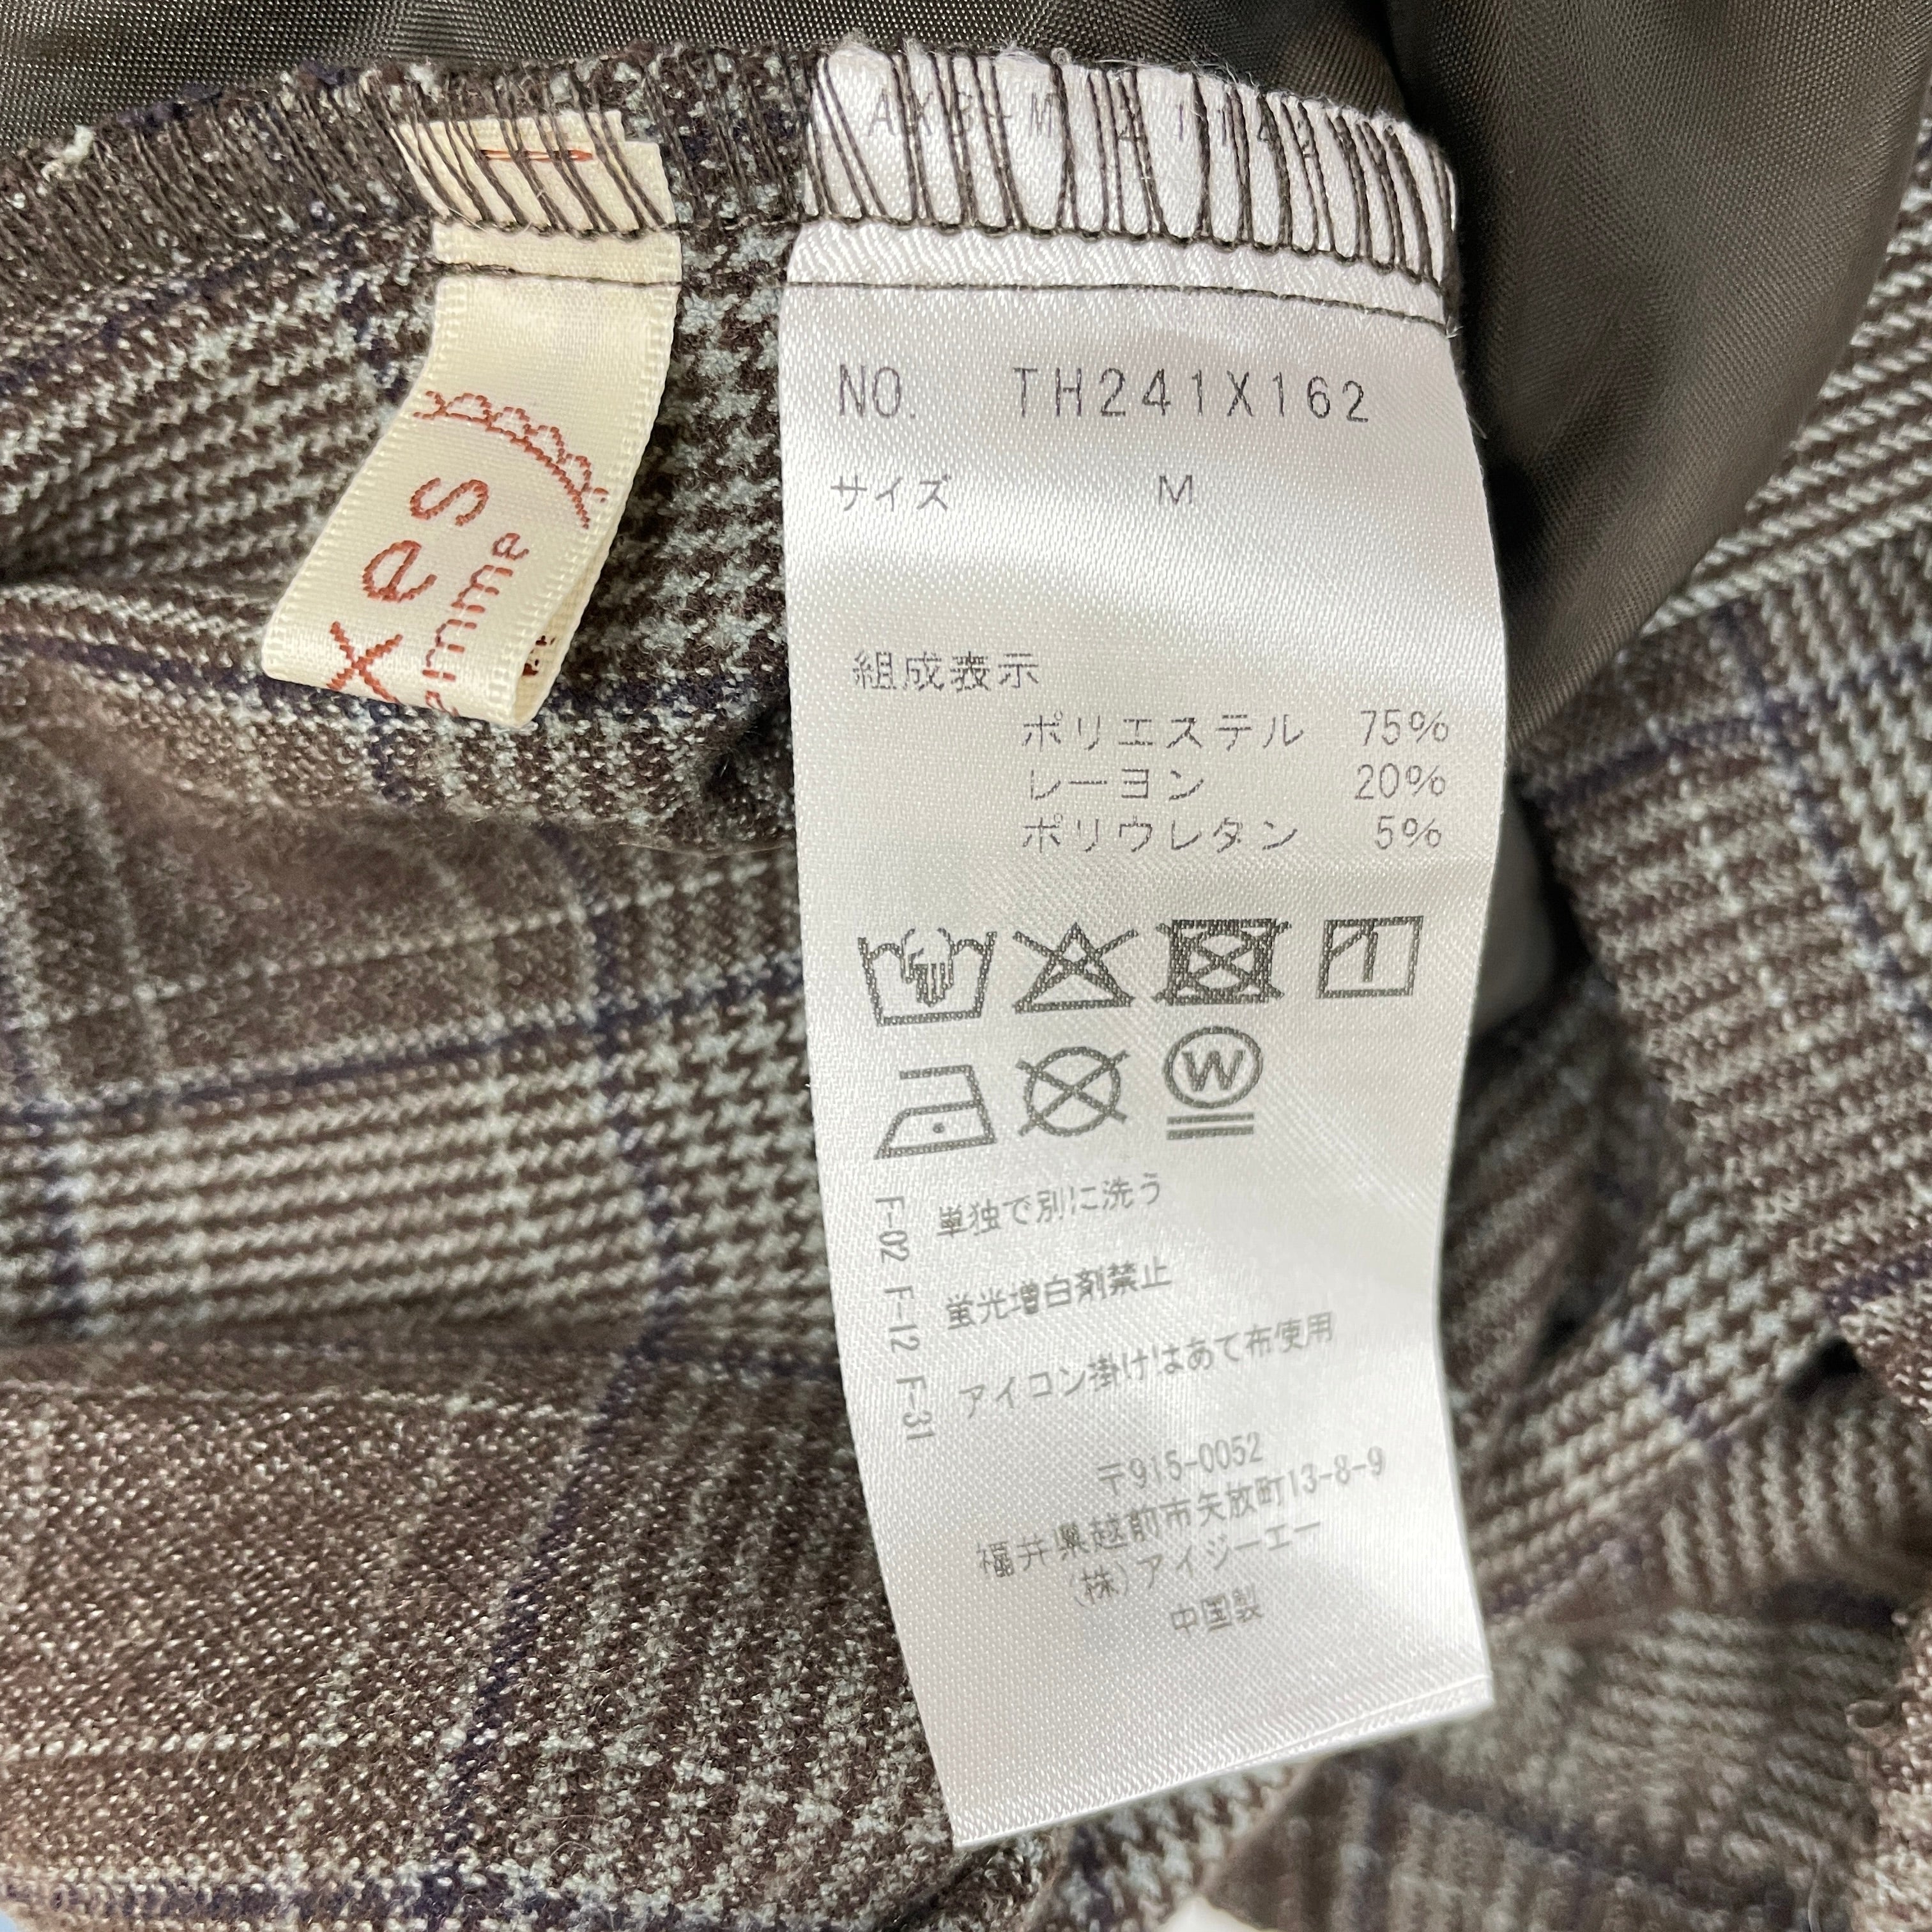 xes
femme
NO. TH241X162
サイズ M
組成表示
ポリエステル 75%
レーヨン 20%
ポリウレタン 5%
W
F-02 F-12 F-31
単独で別に洗う
蛍光増白剤禁止
アイコン掛けはあて布使用
〒915-0052
福井県越前市矢放町13-8-9
(株)アイジーエー
中国製